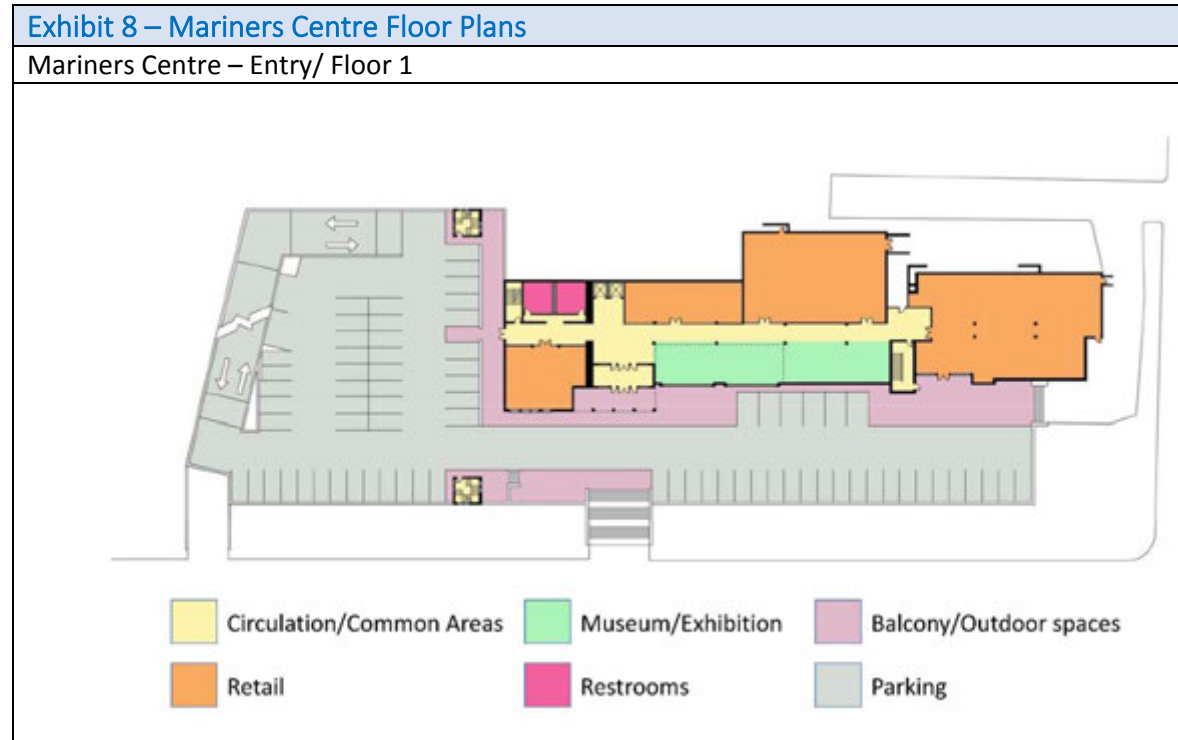 Exhibit 8 – Mariners Centre Floor Plans
Mariners Centre – Entry/ Floor 1
Circulation/Common Areas
Museum/Exhibition
Balcony/Outdoor spaces
Retail
Restrooms
Parking